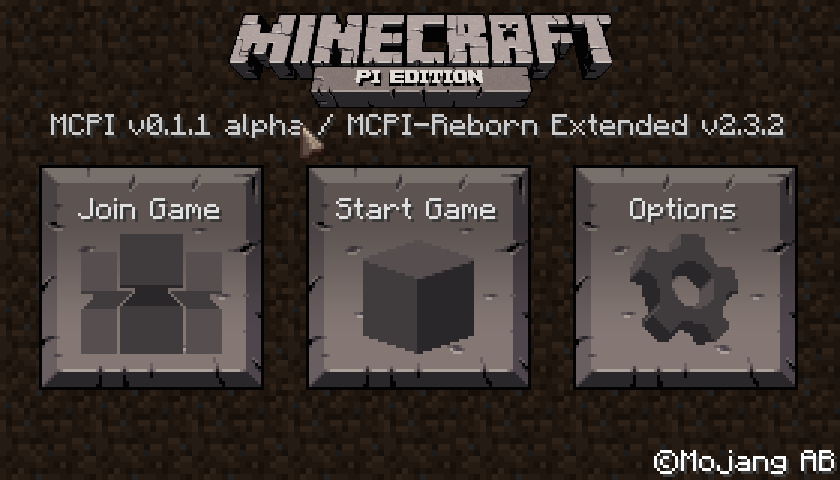 MINECRAFT
PI EDITION
MCPI v0.1.1 alpha / MCPI-Reborn Extended v2.3.2
Join Game
Start Game
Options
©Mojang AB